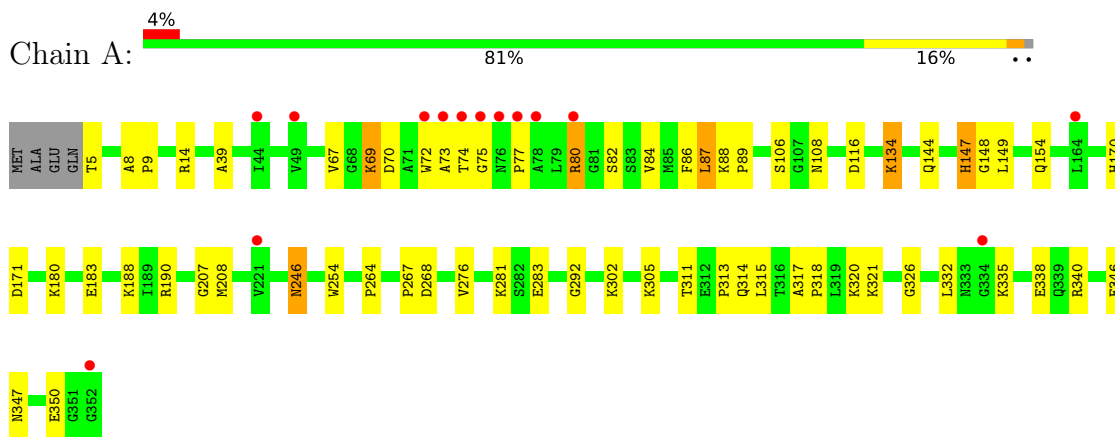 4%
Chain A:
81% 16% • •
MET ALA GLU GLN T5 A8 P9 R14 A39 I44 V49 V67 G68 K69 D70 A71 W72 A73 T74 G75 N76 P77 A78 L79 R80 G81 S82 S83 V84 M85 F86 L87 K88 P89 S106 G107 N108 D116 K134 Q144 H147 G148 L149 Q154 L164 H170
D171 K180 E183 K188 I189 R190 G207 M208 V221 N246 W254 P264 P267 D268 V276 K281 S282 E283 G292 K302 K305 T311 E312 P313 Q314 L315 T316 A317 P318 L319 K320 K321 G326 L332 N333 G334 K335 E338 Q339 R340
N347 E350 G351 G352